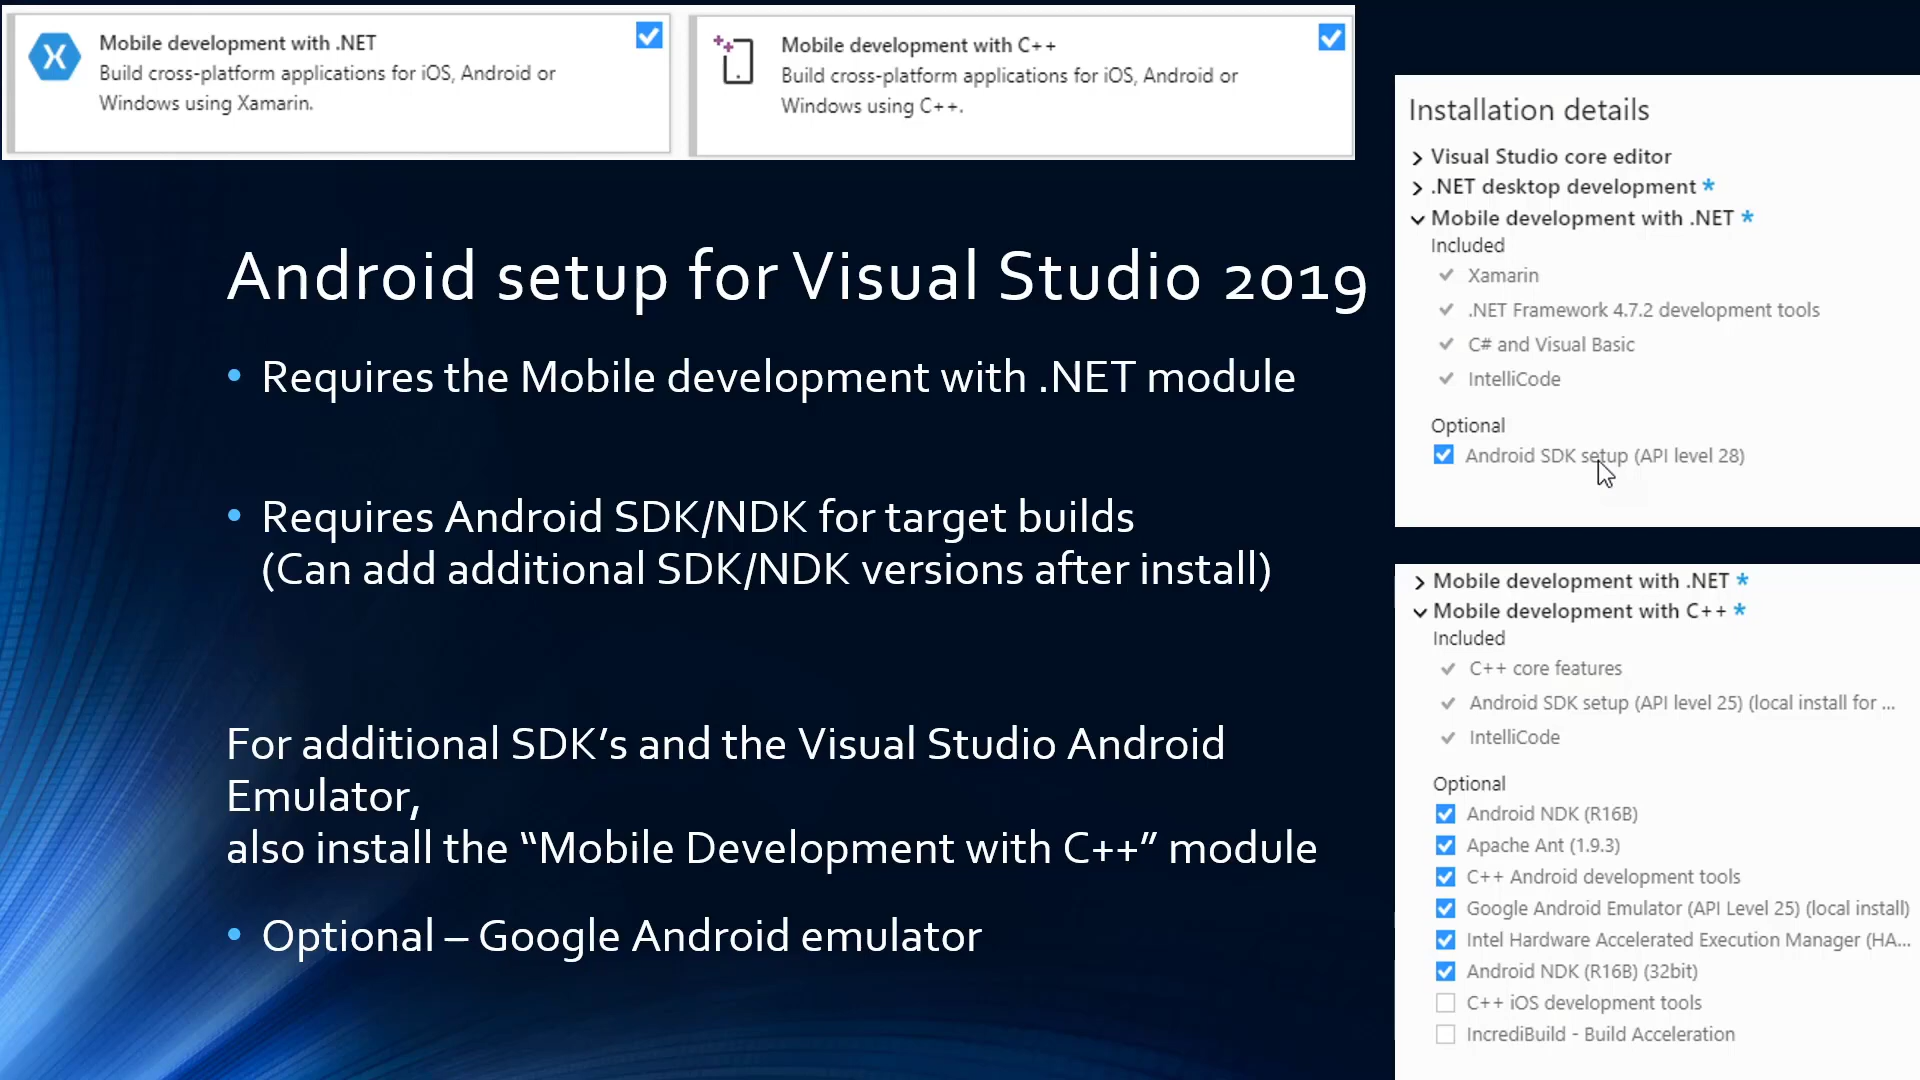 Mobile development with .NET
Build cross-platform applications for iOS, Android or
Windows using Xamarin.
Mobile development with C++
Build cross-platform applications for iOS, Android or
Windows using C++.
Android setup for Visual Studio 2019
• Requires the Mobile development with .NET module
• Requires Android SDK/NDK for target builds
(Can add additional SDK/NDK versions after install)
For additional SDK’s and the Visual Studio Android
Emulator,
also install the “Mobile Development with C++” module
• Optional – Google Android emulator
Installation details
Visual Studio core editor
.NET desktop development *
Mobile development with .NET *
Included
Xamarin
.NET Framework 4.7.2 development tools
C# and Visual Basic
IntelliCode
Optional
Android SDK setup (API level 28)
Mobile development with .NET *
Mobile development with C++ *
Included
C++ core features
Android SDK setup (API level 25) (local install for ...
IntelliCode
Optional
Android NDK (R16B)
Apache Ant (1.9.3)
C++ Android development tools
Google Android Emulator (API Level 25) (local install)
Intel Hardware Accelerated Execution Manager (HA...
Android NDK (R16B) (32bit)
C++ iOS development tools
IncrediBuild - Build Acceleration